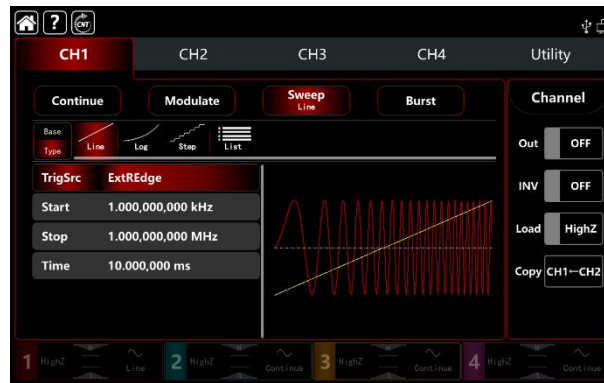 ? CNT
CH1 CH2 CH3 CH4 Utility
Continue Modulate Sweep Burst Channel
Line
Base
Type Line Log Step List
Out OFF
TrigSrc ExtREdge
INV OFF
Start 1.000,000,000 kHz
Load HighZ
Stop 1.000,000,000 MHz
Time 10.000,000 ms
Copy CH1←CH2
1 HighZ Line 2 HighZ Continue 3 HighZ Continue 4 HighZ Continue